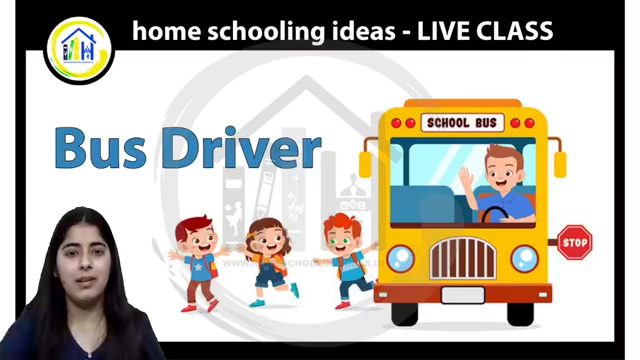 home schooling ideas - LIVE CLASS
Bus Driver
SCHOOL BUS
STOP